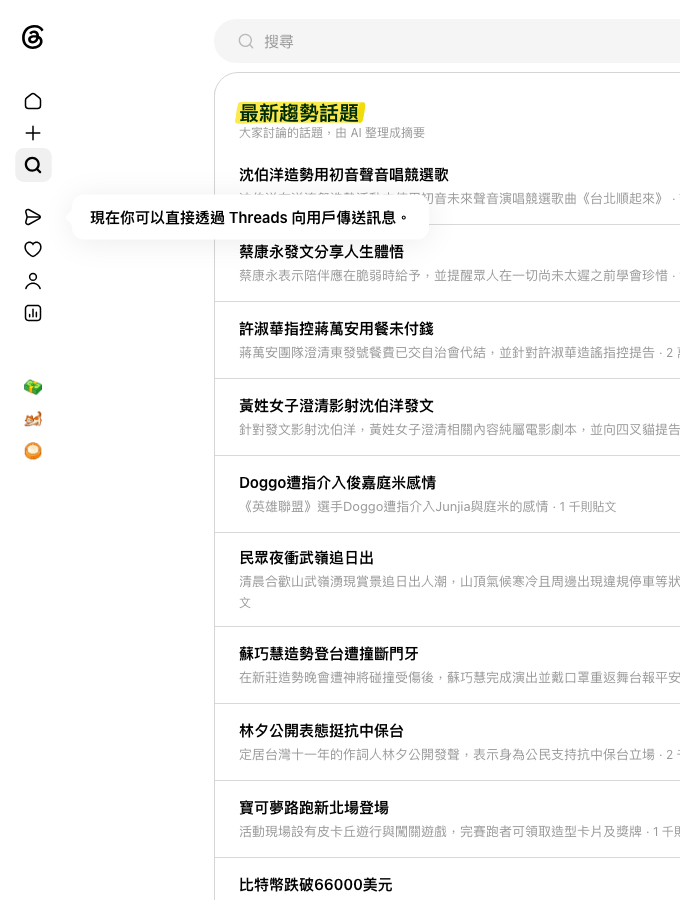 搜尋
最新趨勢話題
大家討論的話題，由 AI 整理成摘要
沈伯洋造勢用初音聲音唱競選歌
初音未來聲音演唱競選歌曲《台北順起來》 ·
現在你可以直接透過 Threads 向用戶傳送訊息。
蔡康永發文分享人生體悟
蔡康永表示陪伴應在脆弱時給予，並提醒眾人在一切尚未太遲之前學會珍惜 ·
許淑華指控蔣萬安用餐未付錢
蔣萬安團隊澄清東發號餐費已交自治會代結，並針對許淑華造謠指控提告 · 2
黃姓女子澄清影射沈伯洋發文
針對發文影射沈伯洋，黃姓女子澄清相關內容純屬電影劇本，並向四叉貓提告
Doggo遭指介入俊嘉庭米感情
《英雄聯盟》選手Doggo遭指介入Junjia與庭米的感情 · 1 千則貼文
民眾夜衝武嶺追日出
清晨合歡山武嶺湧現賞景追日出人潮，山頂氣候寒冷且周邊出現違規停車等狀
文
蘇巧慧造勢登台遭撞斷門牙
在新莊造勢晚會遭神將碰撞受傷後，蘇巧慧完成演出並戴口罩重返舞台報平安
林夕公開表態挺抗中保台
定居台灣十一年的作詞人林夕公開發聲，表示身為公民支持抗中保台立場 · 2
寶可夢路跑新北場登場
活動現場設有皮卡丘遊行與闖關遊戲，完賽跑者可領取造型卡片及獎牌 · 1 千則
比特幣跌破66000美元